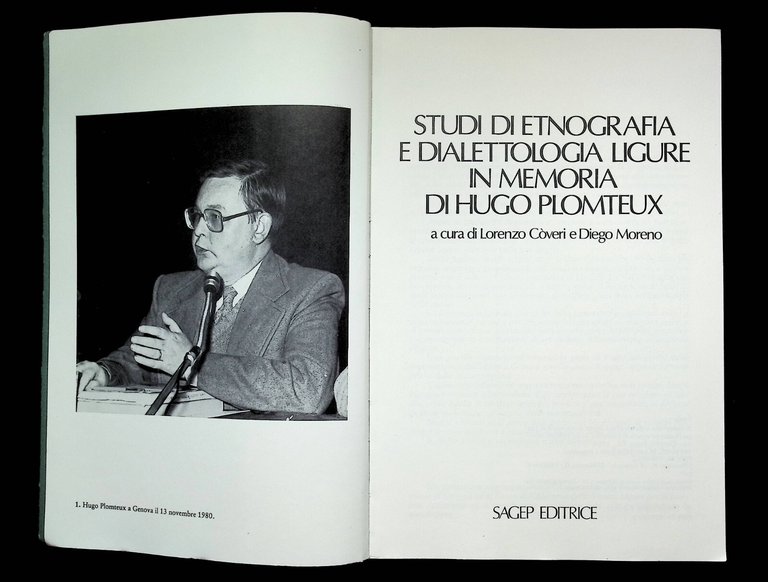 1. Hugo Plomteux a Genova il 13 novembre 1980.
STUDI DI ETNOGRAFIA
E DIALETTOLOGIA LIGURE
IN MEMORIA
DI HUGO PLOMTEUX
a cura di Lorenzo Còveri e Diego Moreno
SAGEP EDITRICE